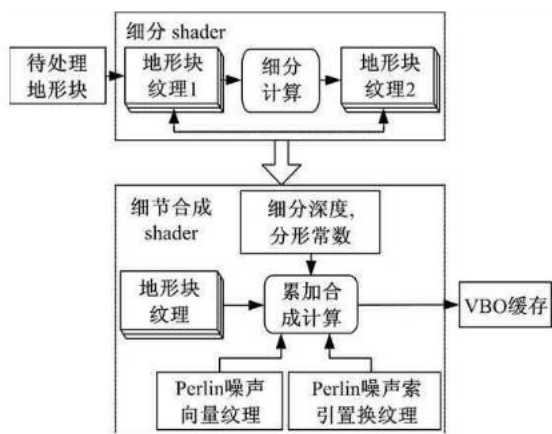 细分 shader
待处理
地形块
地形块
纹理1
细分
计算
地形块
纹理2
细节合成
shader
细分深度,
分形常数
地形块
纹理
累加合
成计算
VBO缓存
Perlin噪声
向量纹理
Perlin噪声索
引置换纹理